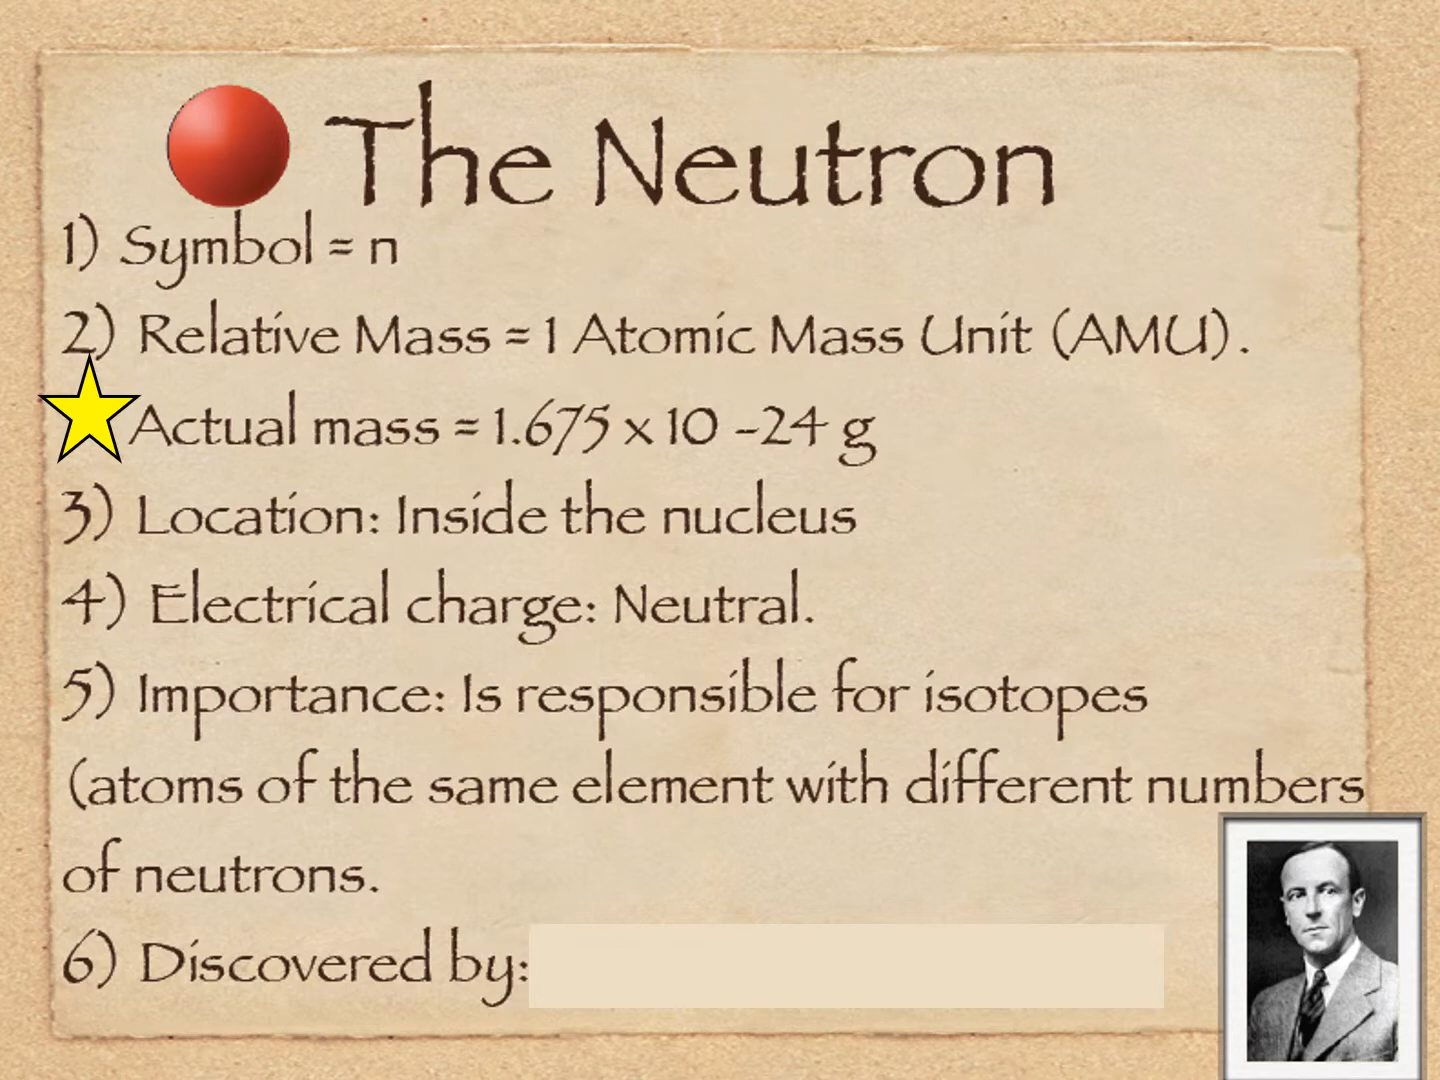 The Neutron
1) Symbol = n
2) Relative Mass = 1 Atomic Mass Unit (AMU).
Actual mass = 1.675 x 10 -24 g
3) Location: Inside the nucleus
4) Electrical charge: Neutral.
5) Importance: Is responsible for isotopes
(atoms of the same element with different numbers
of neutrons.
6) Discovered by: